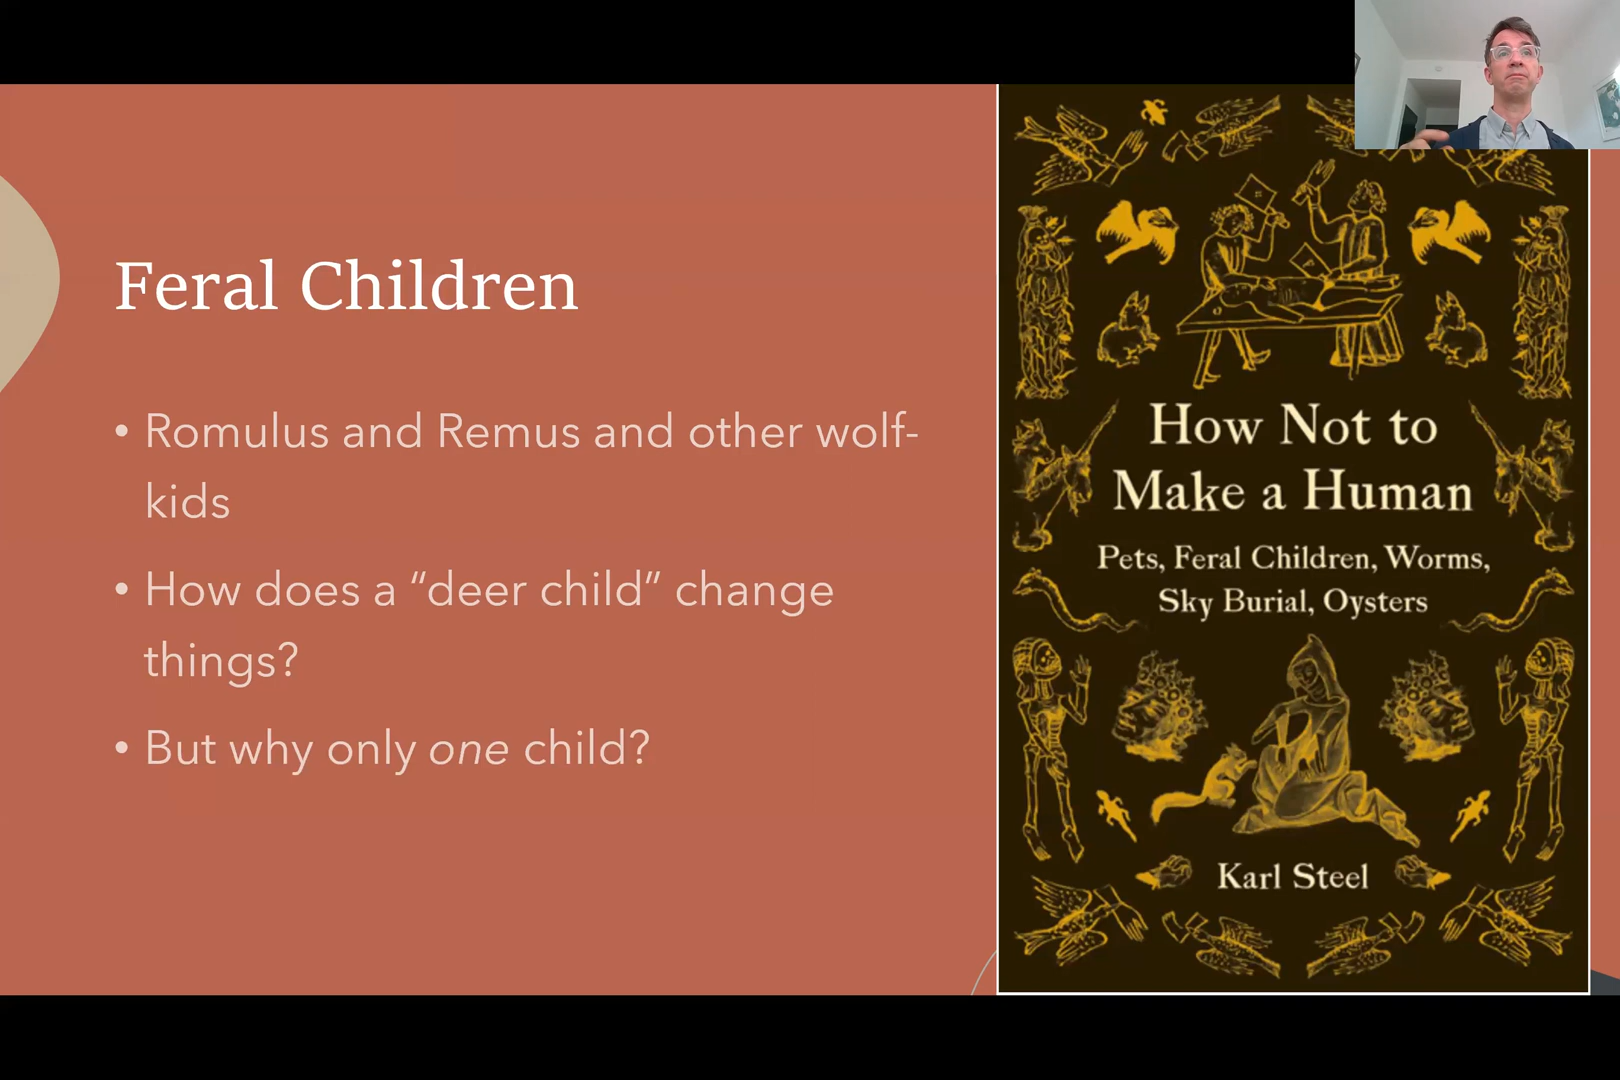 Feral Children
• Romulus and Remus and other wolf-
kids
• How does a “deer child” change
things?
• But why only one child?
How Not to
Make a Human
Pets, Feral Children, Worms,
Sky Burial, Oysters
Karl Steel